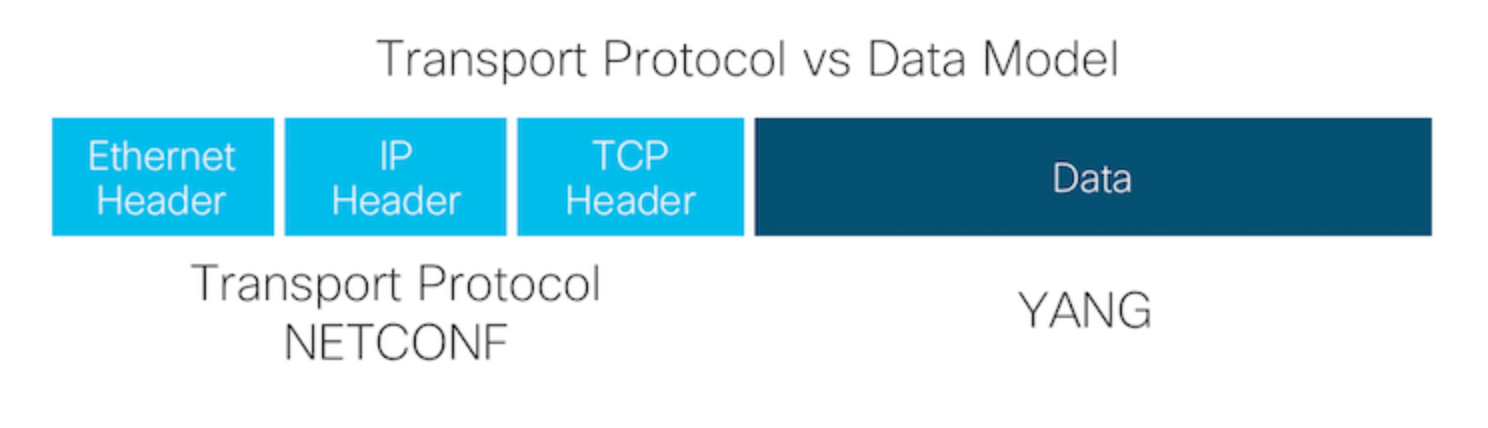 Transport Protocol vs Data Model
Ethernet
Header
IP
Header
TCP
Header
Data
Transport Protocol
NETCONF
YANG